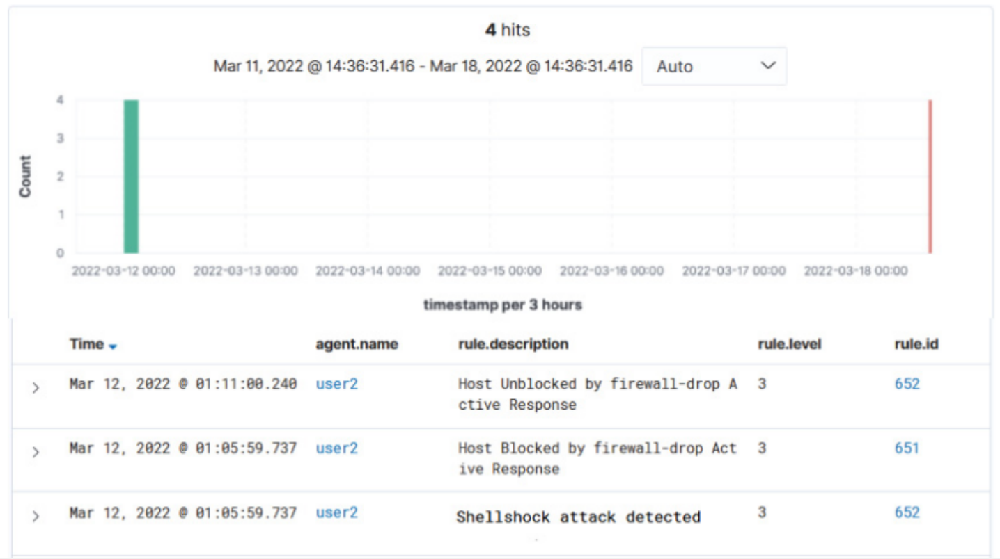 4 hits
Mar 11, 2022 @ 14:36:31.416 - Mar 18, 2022 @ 14:36:31.416 Auto
4
3
2
1
0
Count
2022-03-12 00:00 2022-03-13 00:00 2022-03-14 00:00 2022-03-15 00:00 2022-03-16 00:00 2022-03-17 00:00 2022-03-18 00:00
timestamp per 3 hours
Time agent.name rule.description rule.level rule.id
Mar 12, 2022 @ 01:11:00.240 user2 Host Unblocked by firewall-drop A 3 652
ctive Response
Mar 12, 2022 @ 01:05:59.737 user2 Host Blocked by firewall-drop Act 3 651
ive Response
Mar 12, 2022 @ 01:05:59.737 user2 Shellshock attack detected 3 652